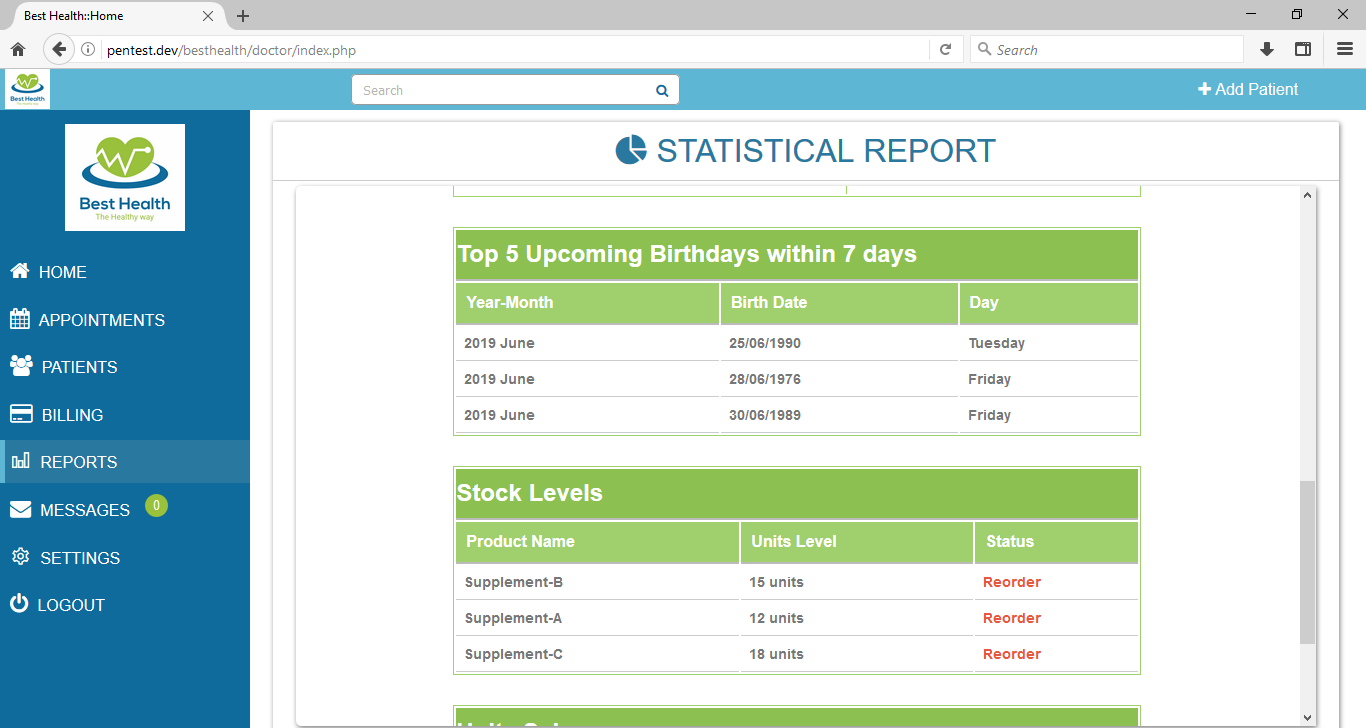 Best Health::Home
pentest.dev/besthealth/doctor/index.php
Search
Best Health
Search
Add Patient
Best Health
The Healthy way
HOME
APPOINTMENTS
PATIENTS
BILLING
REPORTS
MESSAGES 0
SETTINGS
LOGOUT
STATISTICAL REPORT
Top 5 Upcoming Birthdays within 7 days
Year-Month Birth Date Day
2019 June 25/06/1990 Tuesday
2019 June 28/06/1976 Friday
2019 June 30/06/1989 Friday
Stock Levels
Product Name Units Level Status
Supplement-B 15 units Reorder
Supplement-A 12 units Reorder
Supplement-C 18 units Reorder